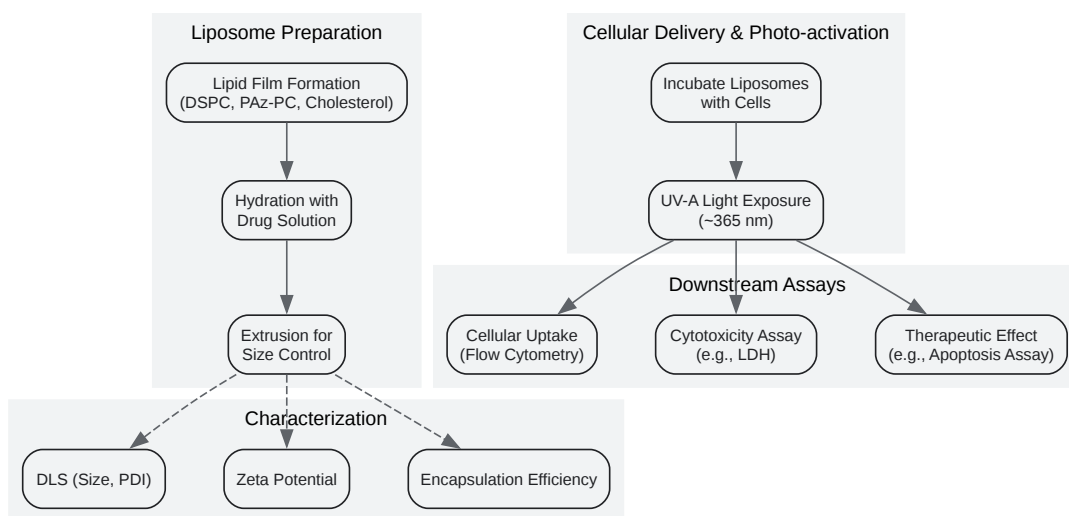 Liposome Preparation
Lipid Film Formation
(DSPC, PAz-PC, Cholesterol)
Hydration with
Drug Solution
Extrusion for
Size Control
Characterization
DLS (Size, PDI)
Zeta Potential
Encapsulation Efficiency
Cellular Delivery & Photo-activation
Incubate Liposomes
with Cells
UV-A Light Exposure
(~365 nm)
Downstream Assays
Cellular Uptake
(Flow Cytometry)
Cytotoxicity Assay
(e.g., LDH)
Therapeutic Effect
(e.g., Apoptosis Assay)